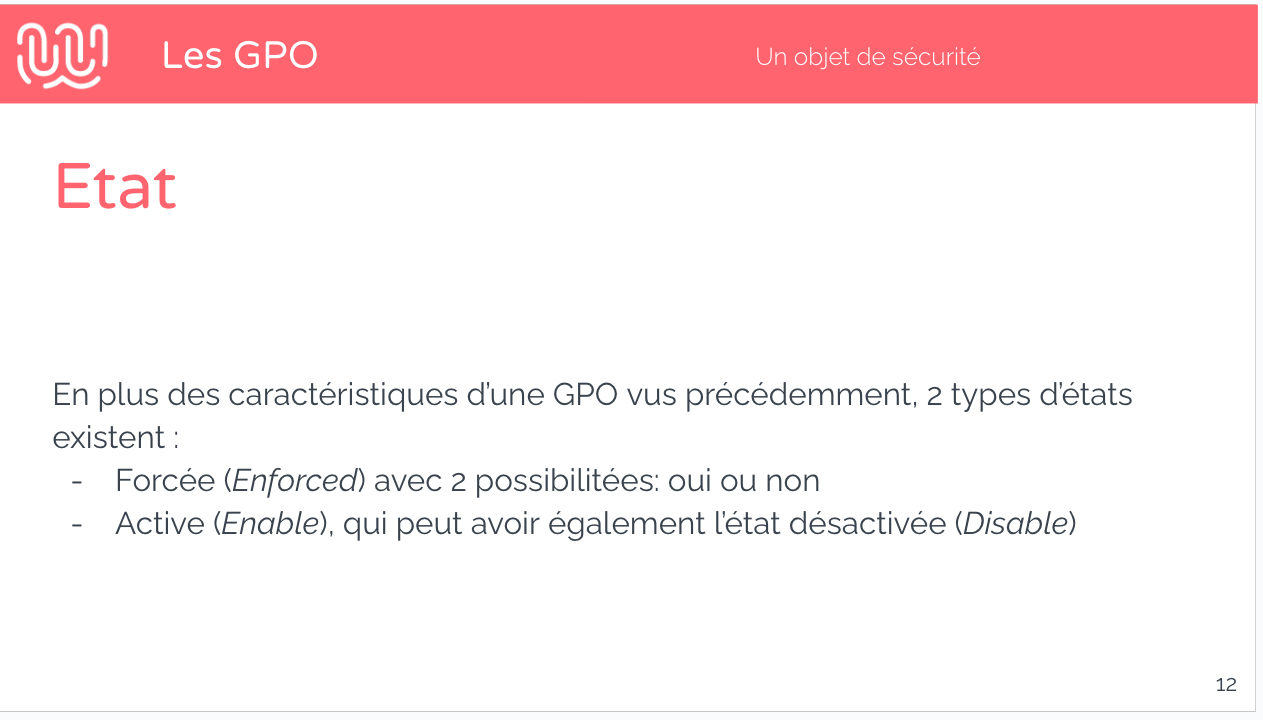 Les GPO
Un objet de sécurité
Etat
En plus des caractéristiques d’une GPO vus précédemment, 2 types d’états
existent :
- Forcée (Enforced) avec 2 possibilitées: oui ou non
- Active (Enable), qui peut avoir également l’état désactivée (Disable)
12